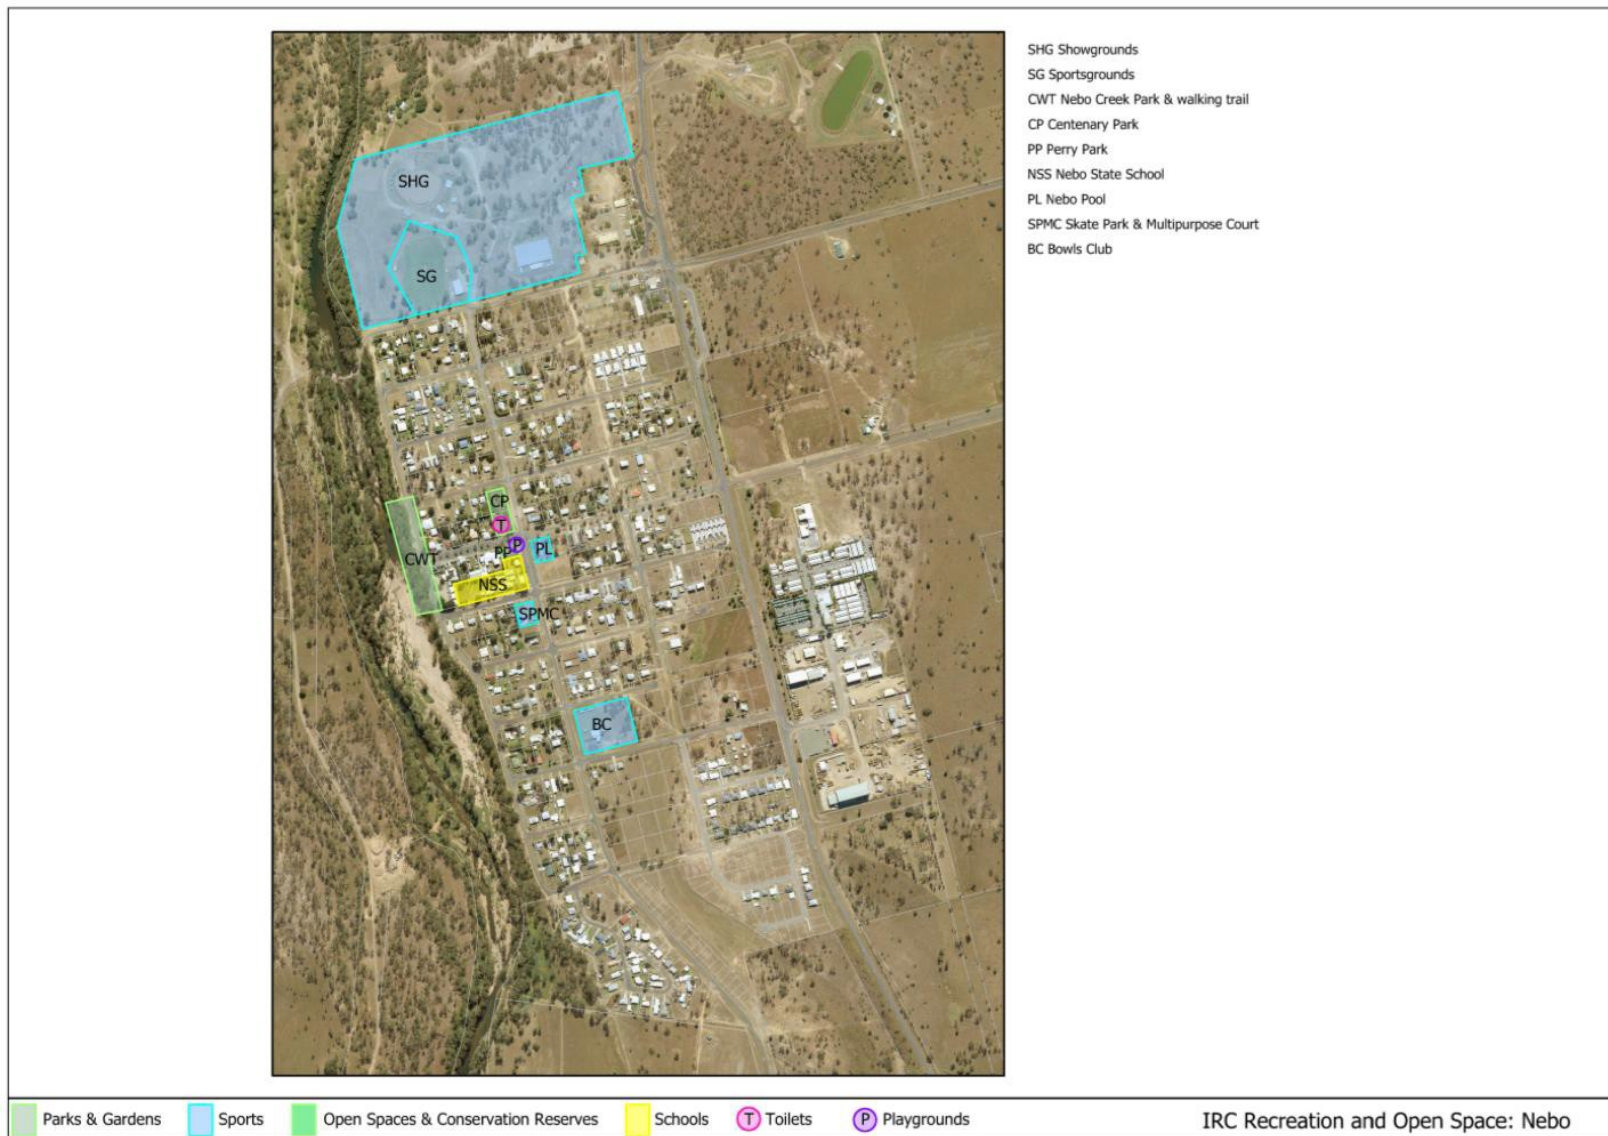 SHG Showgrounds
SG Sportsgrounds
CWT Nebo Creek Park & walking trail
CP Centenary Park
PP Perry Park
NSS Nebo State School
PL Nebo Pool
SPMC Skate Park & Multipurpose Court
BC Bowls Club
SHG
SG
CP
T
P
PP
PL
CWT
NSS
SPMC
BC
Parks & Gardens
Sports
Open Spaces & Conservation Reserves
Schools
T Toilets
P Playgrounds
IRC Recreation and Open Space: Nebo